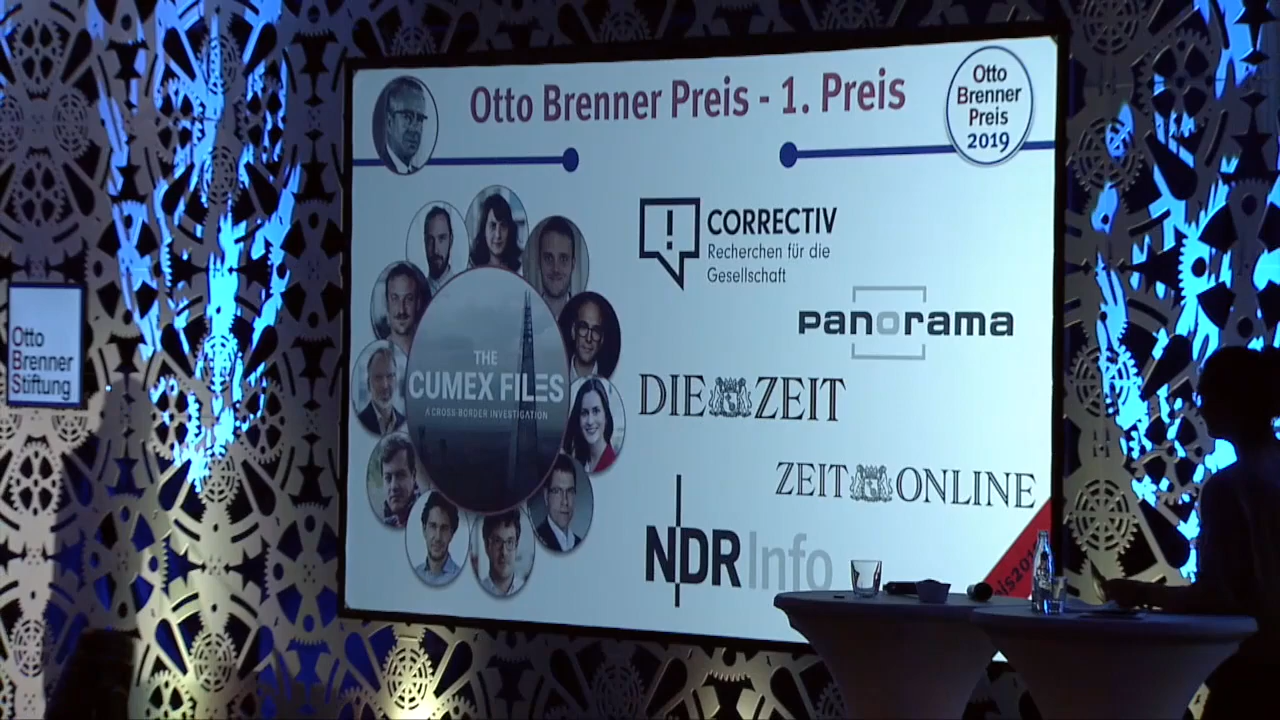 Otto Brenner Preis - 1. Preis
Otto
Brenner
Preis
2019
CORRECTIV
Recherchen für die
Gesellschaft
panorama
THE
CUMEX FILES
A CROSS-BORDER INVESTIGATION
DIE ZEIT
ZEIT ONLINE
NDR Info
Otto
Brenner
Stiftung